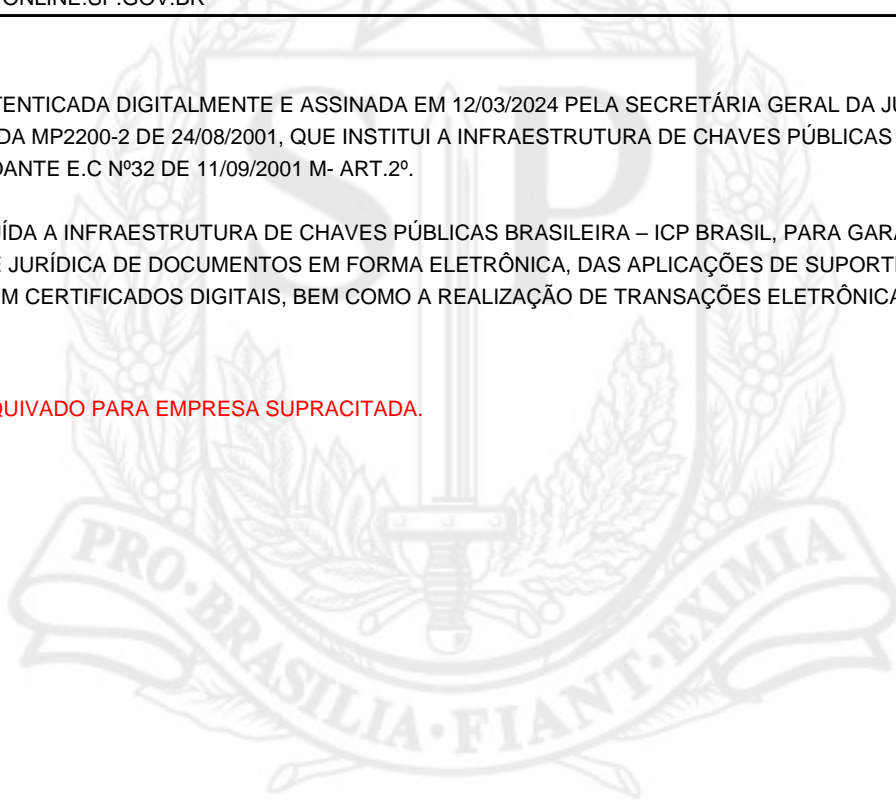 ONLINE.SP.GOV.BR
TENTICADA DIGITALMENTE E ASSINADA EM 12/03/2024 PELA SECRETÁRIA GERAL DA JU
DA MP2200-2 DE 24/08/2001, QUE INSTITUI A INFRAESTRUTURA DE CHAVES PÚBLICAS
DANTE E.C Nº32 DE 11/09/2001 M- ART.2º.
ÍDA A INFRAESTRUTURA DE CHAVES PÚBLICAS BRASILEIRA – ICP BRASIL, PARA GARA
E JURÍDICA DE DOCUMENTOS EM FORMA ELETRÔNICA, DAS APLICAÇÕES DE SUPORTE
M CERTIFICADOS DIGITAIS, BEM COMO A REALIZAÇÃO DE TRANSAÇÕES ELETRÔNICA
QUIVADO PARA EMPRESA SUPRACITADA.
SP
PRO·BRASILIA·FIANT·EXIMIA